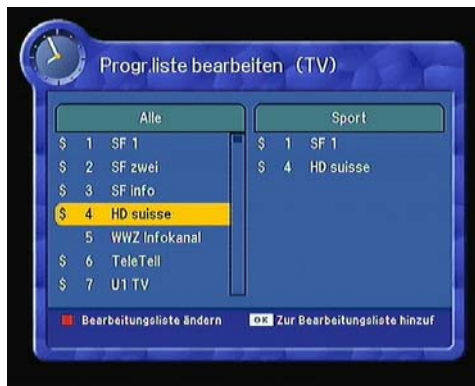 Progr.liste bearbeiten (TV)
Alle
$ 1 SF 1
$ 2 SF zwei
$ 3 SF info
$ 4 HD suisse
5 WWZ Infokanal
$ 6 TeleTell
$ 7 U1 TV
Sport
$ 1 SF 1
$ 4 HD suisse
Bearbeitungsliste ändern
OK Zur Bearbeitungsliste hinzuf